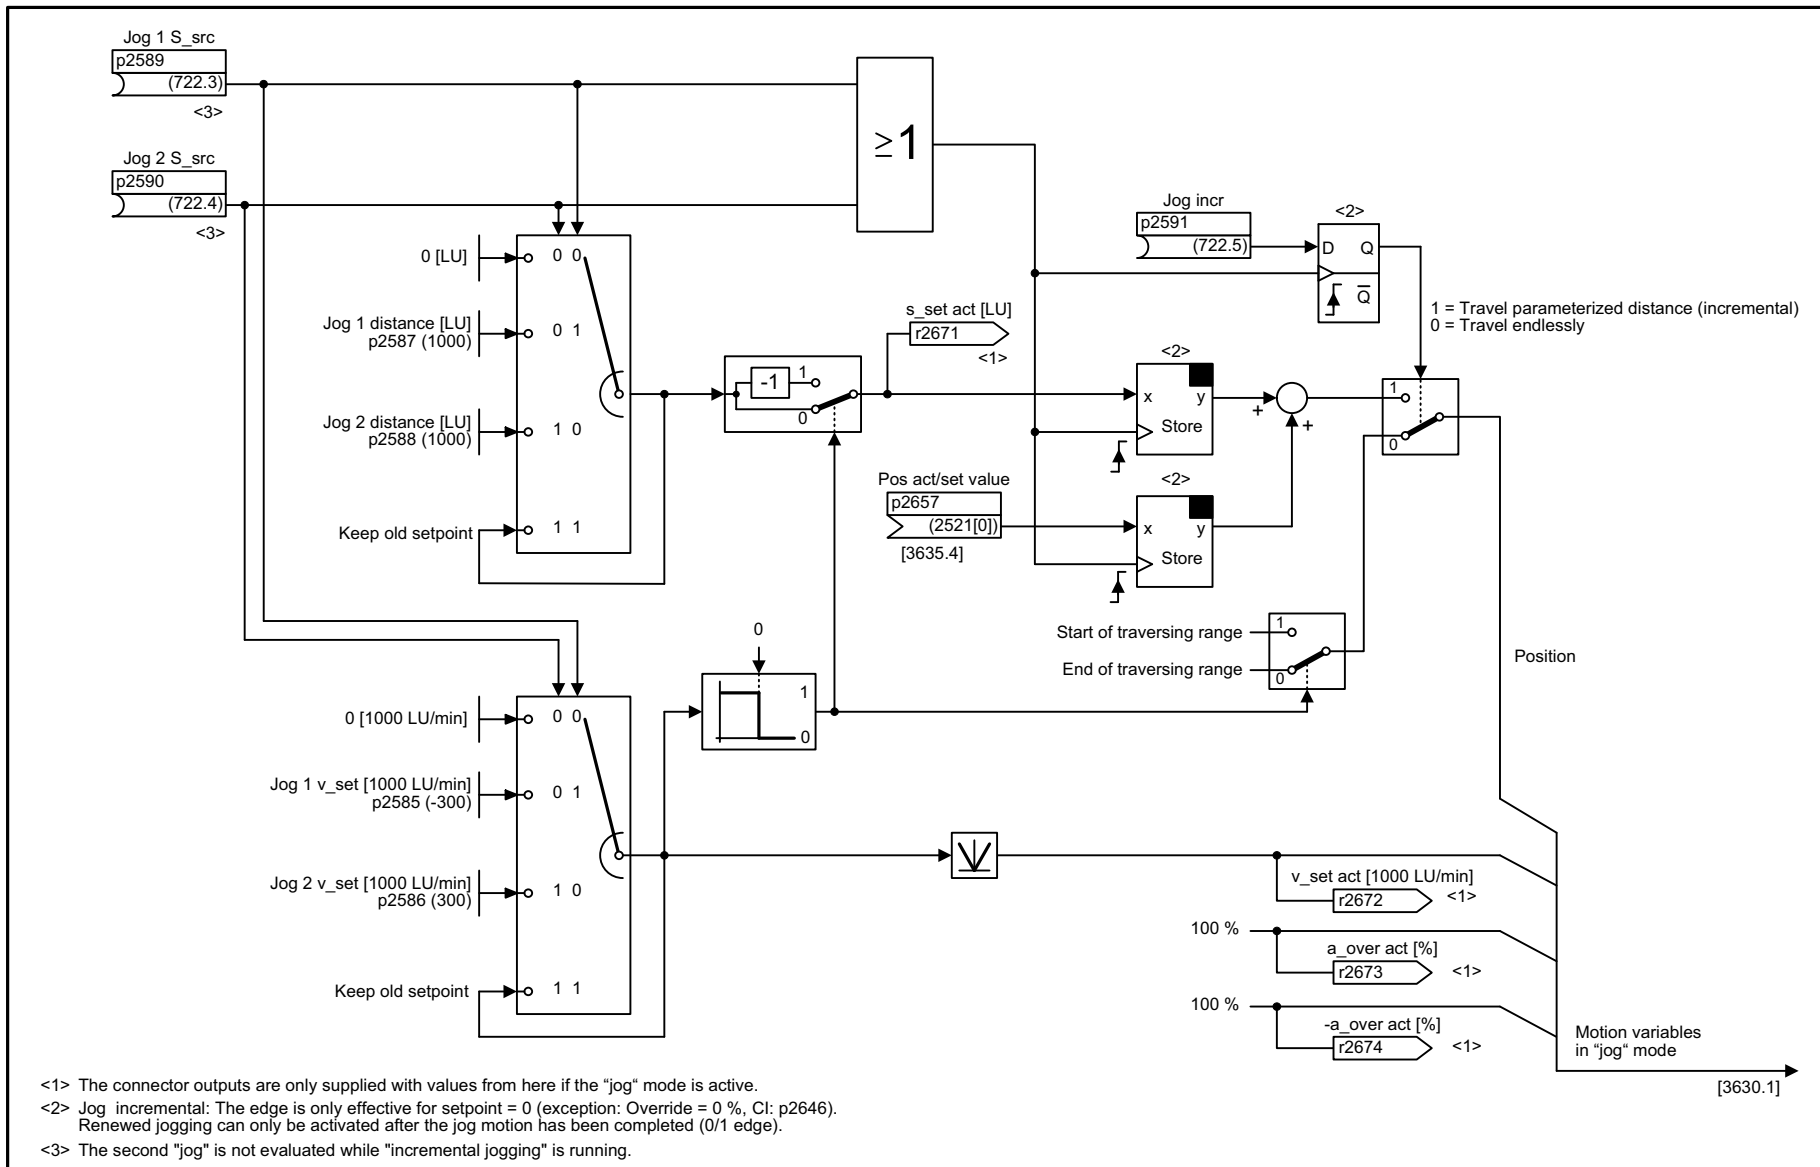 Jog 1 S_src
p2589
(722.3)
<3>
Jog 2 S_src
p2590
(722.4)
<3>
≥1
0 [LU]
0 0
Jog 1 distance [LU]
p2587 (1000)
0 1
Jog 2 distance [LU]
p2588 (1000)
1 0
Keep old setpoint
1 1
-1
1
0
s_set act [LU]
r2671
<1>
Jog incr
p2591
(722.5)
<2>
D Q
Q
1 = Travel parameterized distance (incremental)
0 = Travel endlessly
<2>
x y
Store
+
+
1
0
Pos act/set value
p2657
(2521[0])
[3635.4]
<2>
x y
Store
Start of traversing range
1
End of traversing range
0
Position
0
1
0
0 [1000 LU/min]
0 0
Jog 1 v_set [1000 LU/min]
p2585 (-300)
0 1
Jog 2 v_set [1000 LU/min]
p2586 (300)
1 0
Keep old setpoint
1 1
v_set act [1000 LU/min]
r2672
<1>
100 %
a_over act [%]
r2673
<1>
100 %
-a_over act [%]
r2674
<1>
Motion variables
in “jog“ mode
[3630.1]
<1> The connector outputs are only supplied with values from here if the “jog“ mode is active.
<2> Jog incremental: The edge is only effective for setpoint = 0 (exception: Override = 0 %, CI: p2646).
Renewed jogging can only be activated after the jog motion has been completed (0/1 edge).
<3> The second "jog" is not evaluated while "incremental jogging" is running.